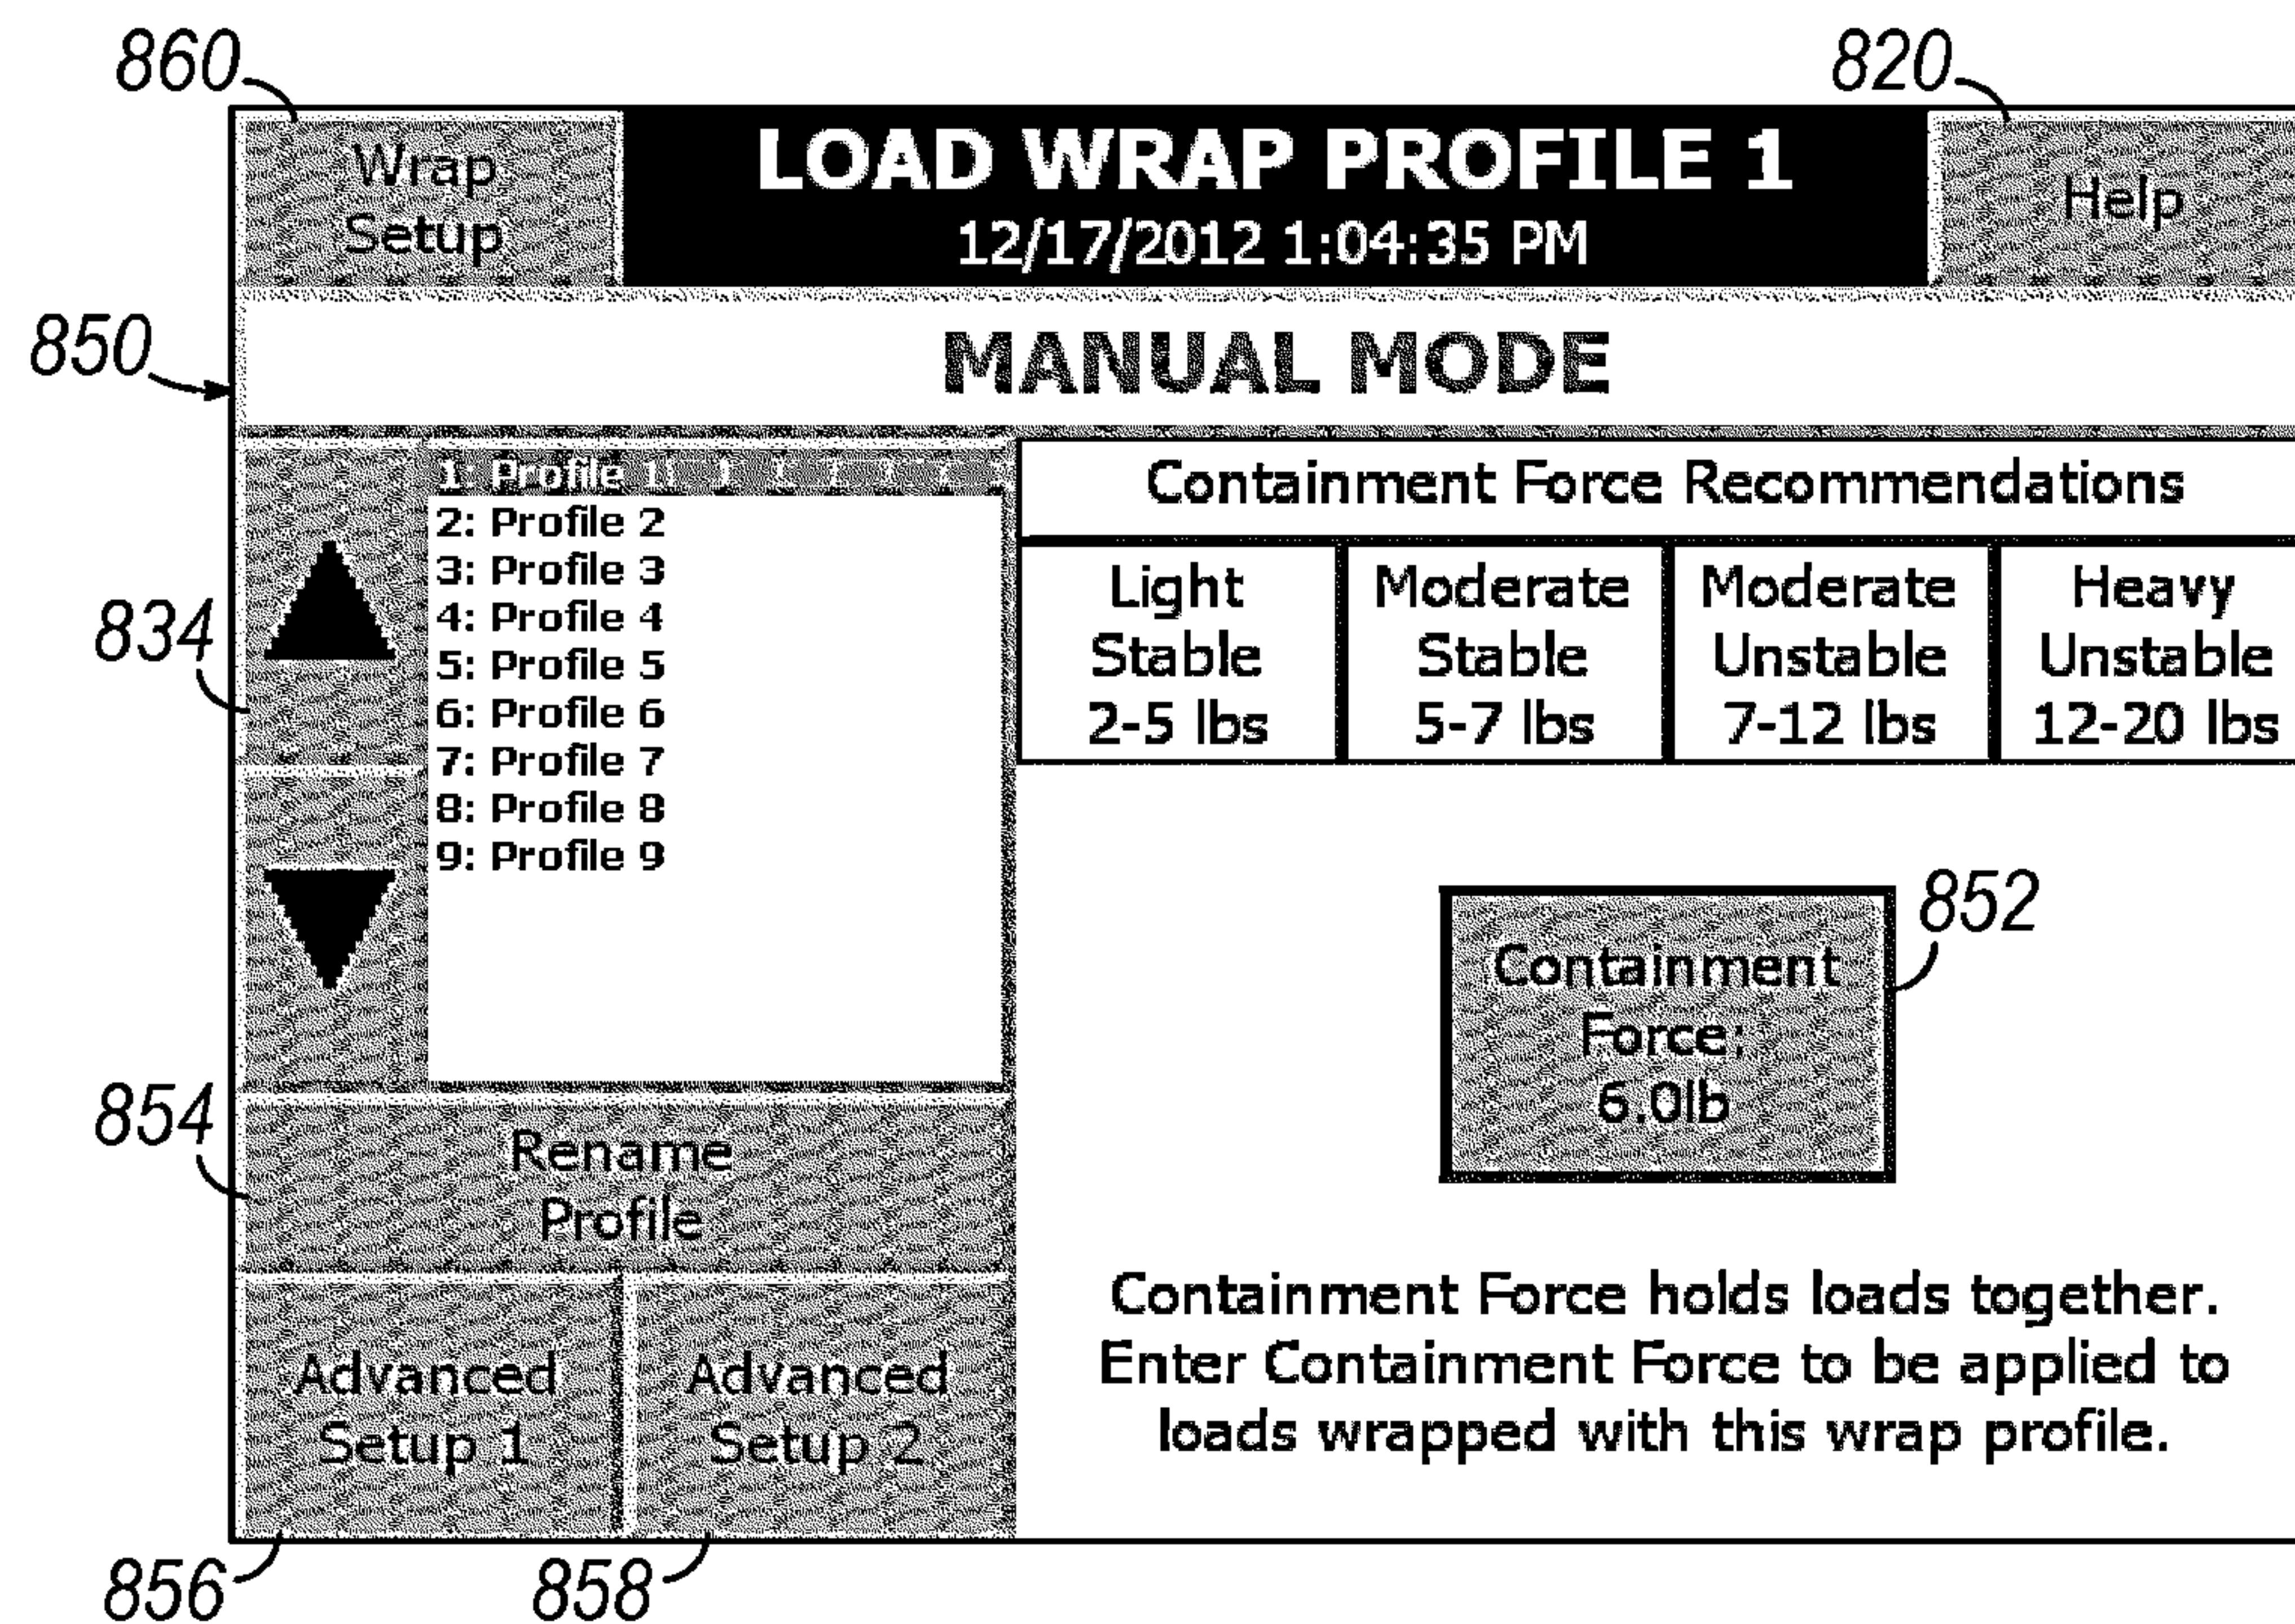 860
820
Wrap
Setup
LOAD WRAP PROFILE 1
12/17/2012 1:04:35 PM
Help
850
MANUAL MODE
1: Profile 1
2: Profile 2
3: Profile 3
4: Profile 4
5: Profile 5
6: Profile 6
7: Profile 7
8: Profile 8
9: Profile 9
834
Containment Force Recommendations
Light
Stable
2-5 lbs
Moderate
Stable
5-7 lbs
Moderate
Unstable
7-12 lbs
Heavy
Unstable
12-20 lbs
852
Containment
Force:
6.0lb
854
Rename
Profile
Advanced
Setup 1
Advanced
Setup 2
Containment Force holds loads together.
Enter Containment Force to be applied to
loads wrapped with this wrap profile.
856
858